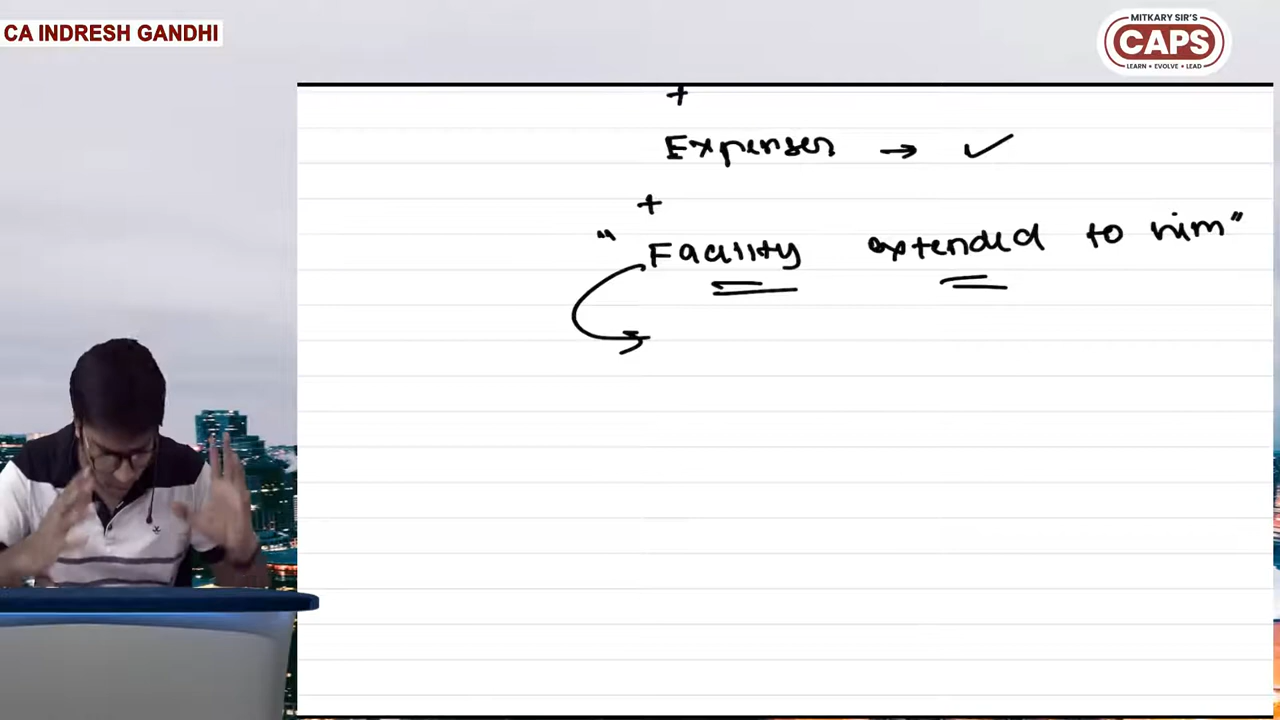 CA INDRESH GANDHI
MITKARY SIR'S
CAPS
LEARN • EVOLVE • LEAD
+
Expenses → ✓
+
" Facility extended to him"